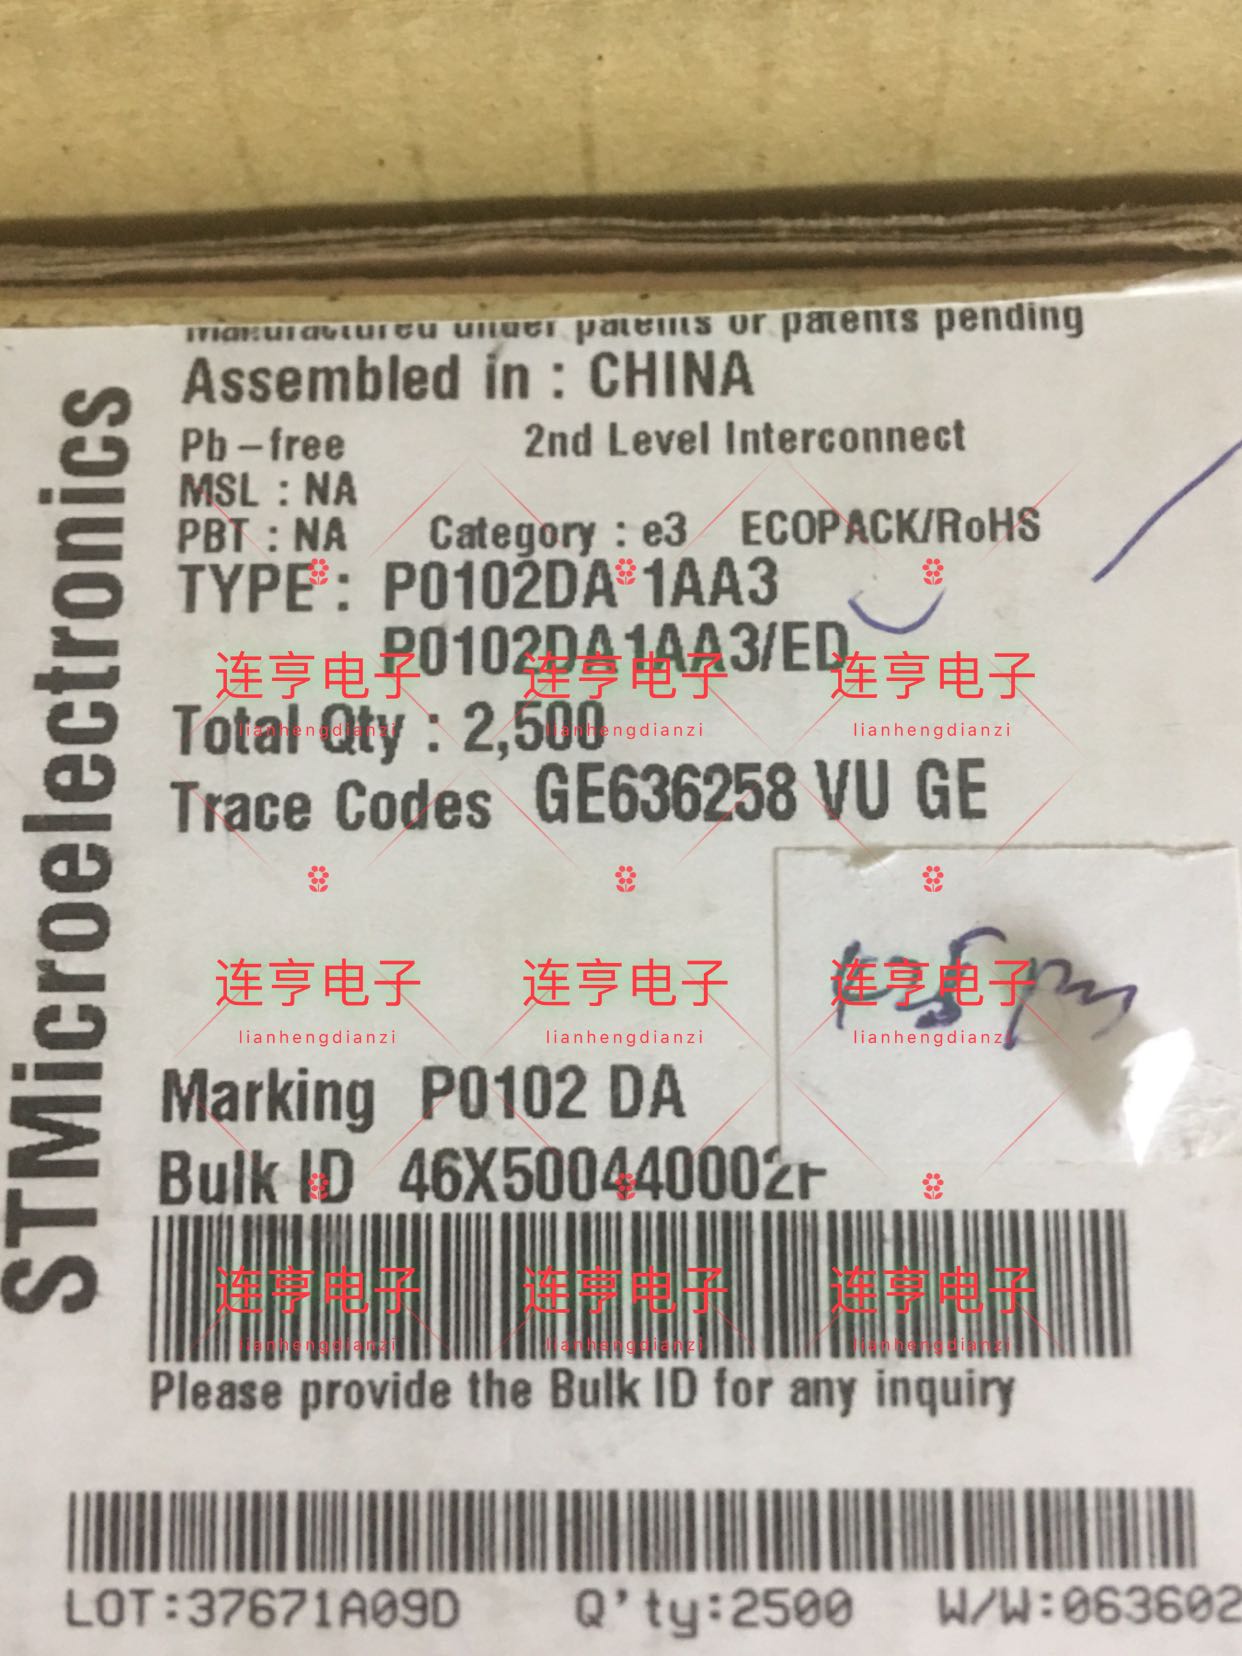 Manufactured under patents or patents pending
Assembled in : CHINA
Pb-free 2nd Level Interconnect
MSL : NA
PBT : NA Category : e3 ECOPACK/RoHS
TYPE : P0102DA 1AA3
P0102DA1AA3/ED
Total Qty : 2,500
Trace Codes GE636258 VU GE
Marking P0102 DA
Bulk ID 46X500440002F
Please provide the Bulk ID for any inquiry
LOT:37671A09D Q'ty:2500 W/W:063602
STMicroelectronics
连亨电子 连亨电子 连亨电子
lianhengdianzi lianhengdianzi lianhengdianzi
连亨电子 连亨电子 连亨电子
lianhengdianzi lianhengdianzi lianhengdianzi
连亨电子 连亨电子 连亨电子
lianhengdianzi lianhengdianzi lianhengdianzi